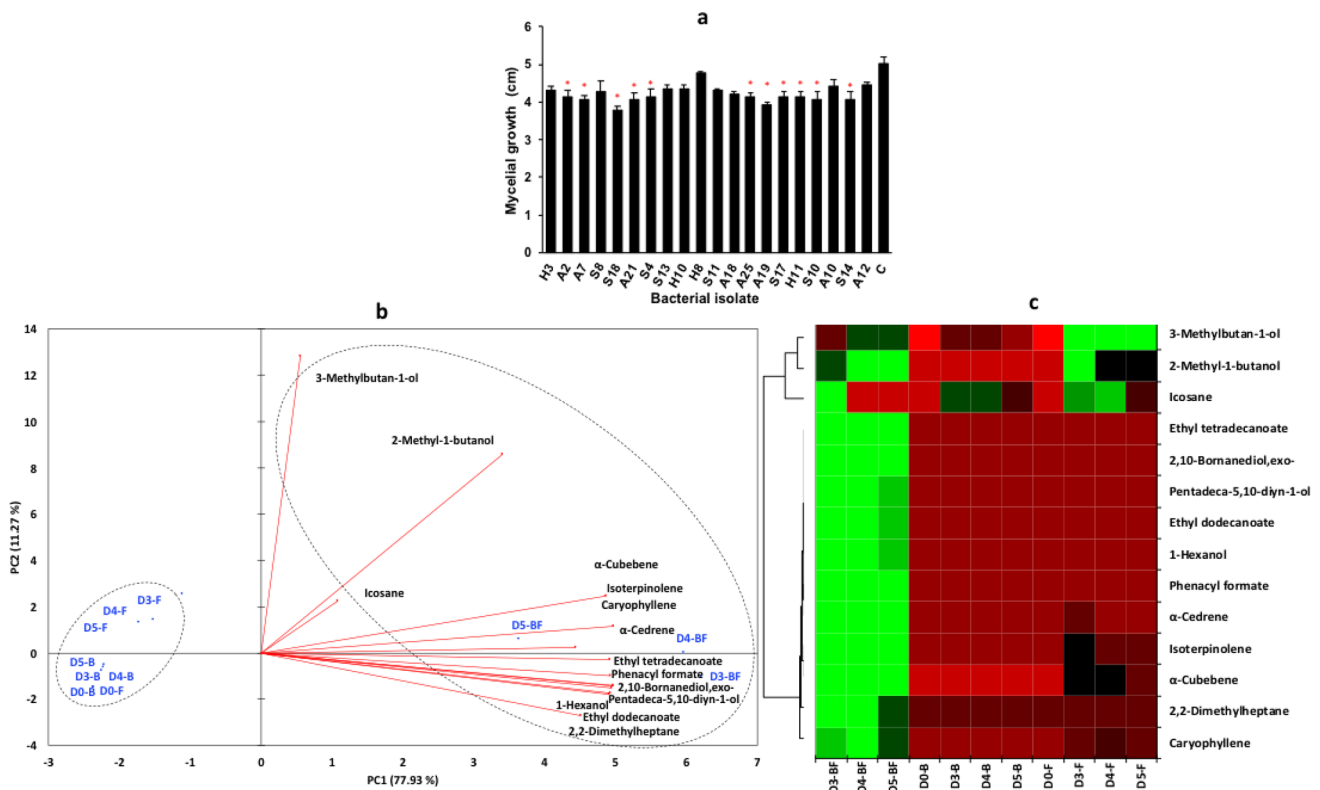 a
6
5
4
3
2
1
0
Mycelial growth (cm)
* * * * * * * * * * *
H3 A2 A7 S8 S18 A21 S4 S13 H10 H8 S11 A18 A25 A19 S17 H11 S10 A10 S14 A12 C
Bacterial isolate
b
14
12
10
8
6
4
2
0
-2
-4
PC2 (11.27 %)
-3 -2 -1 0 1 2 3 4 5 6 7
PC1 (77.93 %)
3-Methylbutan-1-ol
2-Methyl-1-butanol
Icosane
α-Cubebene
Isoterpinolene
Caryophyllene
α-Cedrene
D5-BF
D4-BF
Ethyl tetradecanoate
Phenacyl formate
D3-BF
2,10-Bornanediol,exo-
Pentadeca-5,10-diyn-1-ol
1-Hexanol
Ethyl dodecanoate
2,2-Dimethylheptane
D3-F
D4-F
D5-F
D5-B
D3-B D4-B
D0-B D0-F
c
3-Methylbutan-1-ol
2-Methyl-1-butanol
Icosane
Ethyl tetradecanoate
2,10-Bornanediol,exo-
Pentadeca-5,10-diyn-1-ol
Ethyl dodecanoate
1-Hexanol
Phenacyl formate
α-Cedrene
Isoterpinolene
α-Cubebene
2,2-Dimethylheptane
Caryophyllene
D3-BF D4-BF D5-BF D0-B D3-B D4-B D5-B D0-F D3-F D4-F D5-F